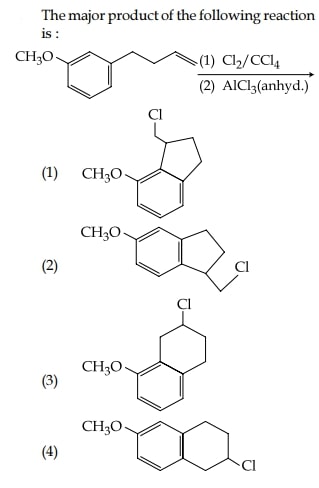 The major product of the following reaction
is :
CH₃O
(1) Cl₂/CCl₄
(2) AlCl₃(anhyd.)
Cl
(1) CH₃O
CH₃O
(2) Cl
Cl
CH₃O
(3)
CH₃O
(4) Cl